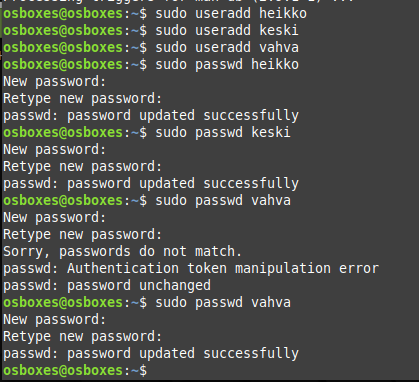 osboxes@osboxes:~$ sudo useradd heikko
osboxes@osboxes:~$ sudo useradd keski
osboxes@osboxes:~$ sudo useradd vahva
osboxes@osboxes:~$ sudo passwd heikko
New password:
Retype new password:
passwd: password updated successfully
osboxes@osboxes:~$ sudo passwd keski
New password:
Retype new password:
passwd: password updated successfully
osboxes@osboxes:~$ sudo passwd vahva
New password:
Retype new password:
Sorry, passwords do not match.
passwd: Authentication token manipulation error
passwd: password unchanged
osboxes@osboxes:~$ sudo passwd vahva
New password:
Retype new password:
passwd: password updated successfully
osboxes@osboxes:~$